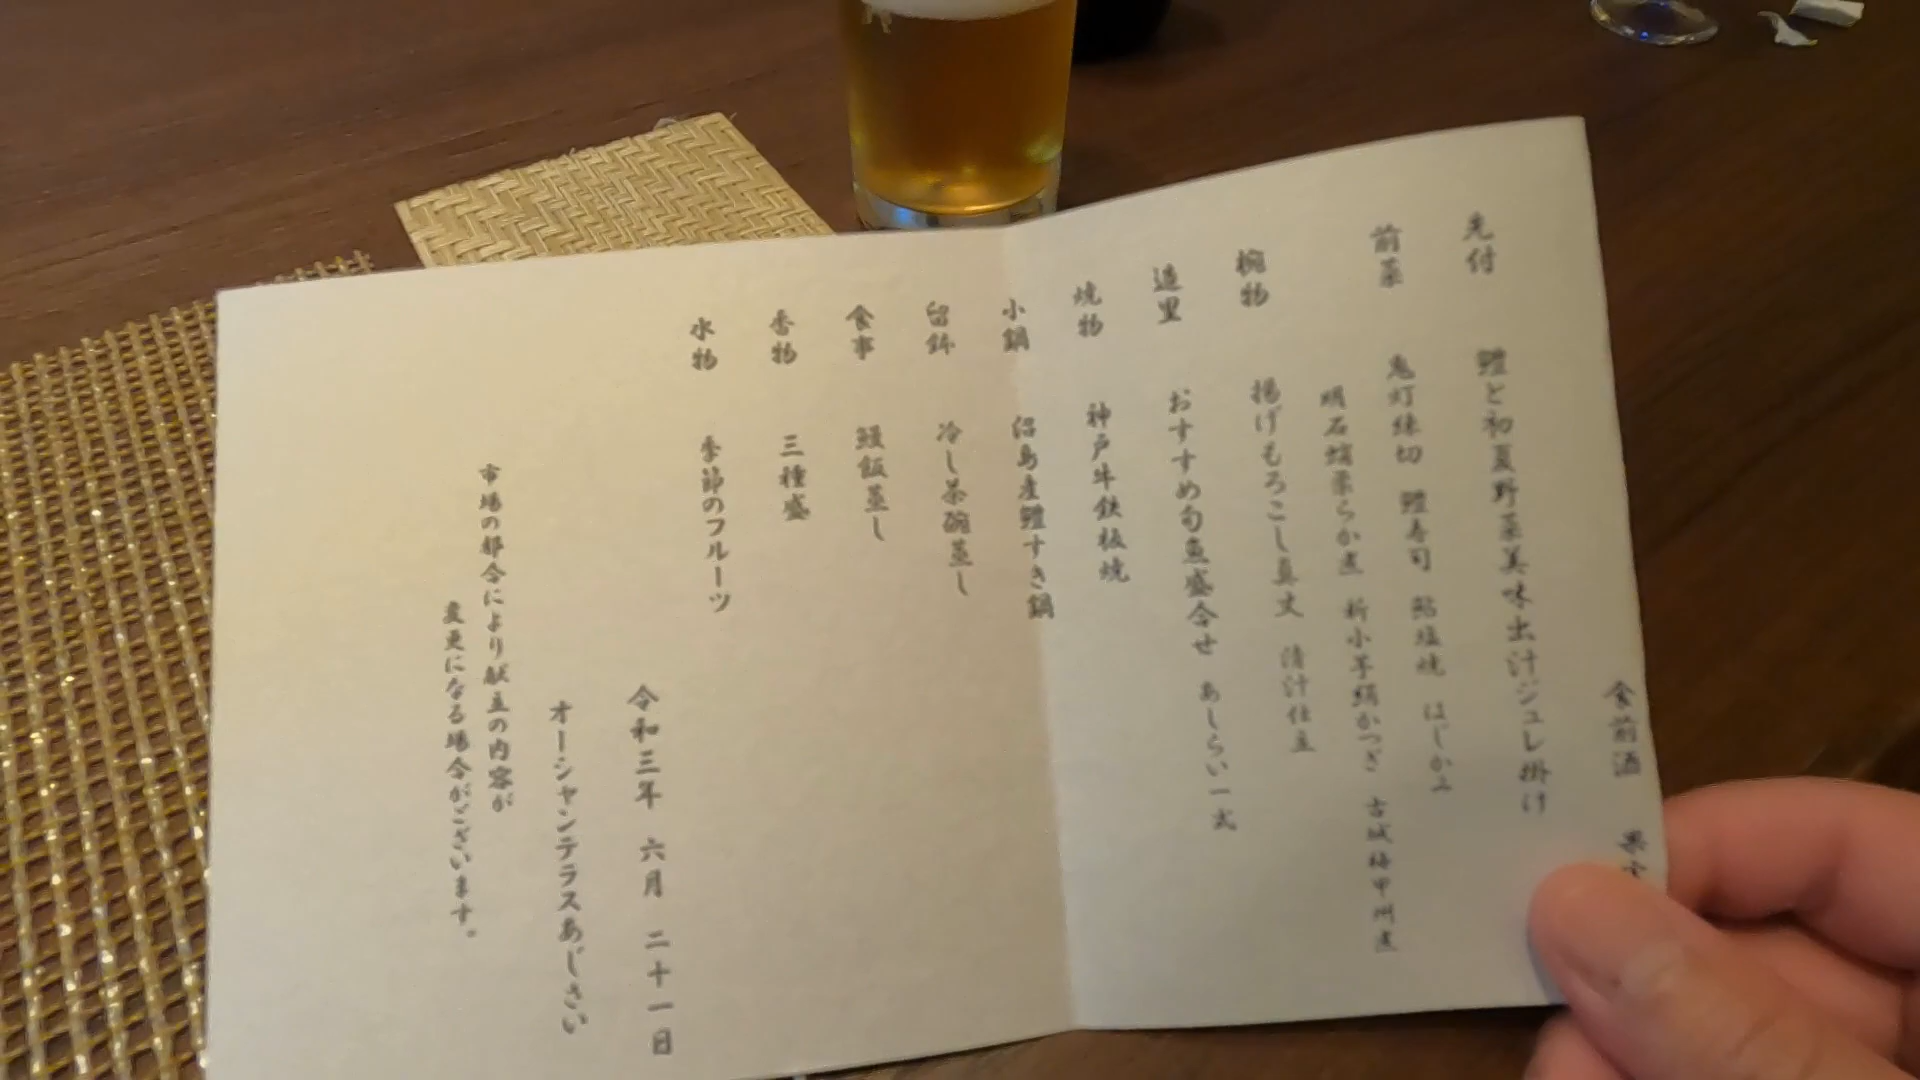 食前酒
先付 鱧と初夏野菜美味出汁ジュレ掛け
前菜 鬼灯縁切 鱧寿司 鮎塩焼 はじかみ
明石蛸柔らか煮 新小芋絹かつぎ 古城梅甲州煮
椀物 揚げもろこし真丈 清汁仕立
造里 おすすめ旬魚盛合せ あしらい一式
焼物 神戸牛鉄板焼
小鍋 沼島産鱧すき鍋
留鉢 冷し茶碗蒸し
食事 鰻飯蒸し
香物 三種盛
水物 季節のフルーツ
令和三年 六月 二十一日
オーシャンテラスあじさい
市場の都合により献立の内容が
変更になる場合がございます。